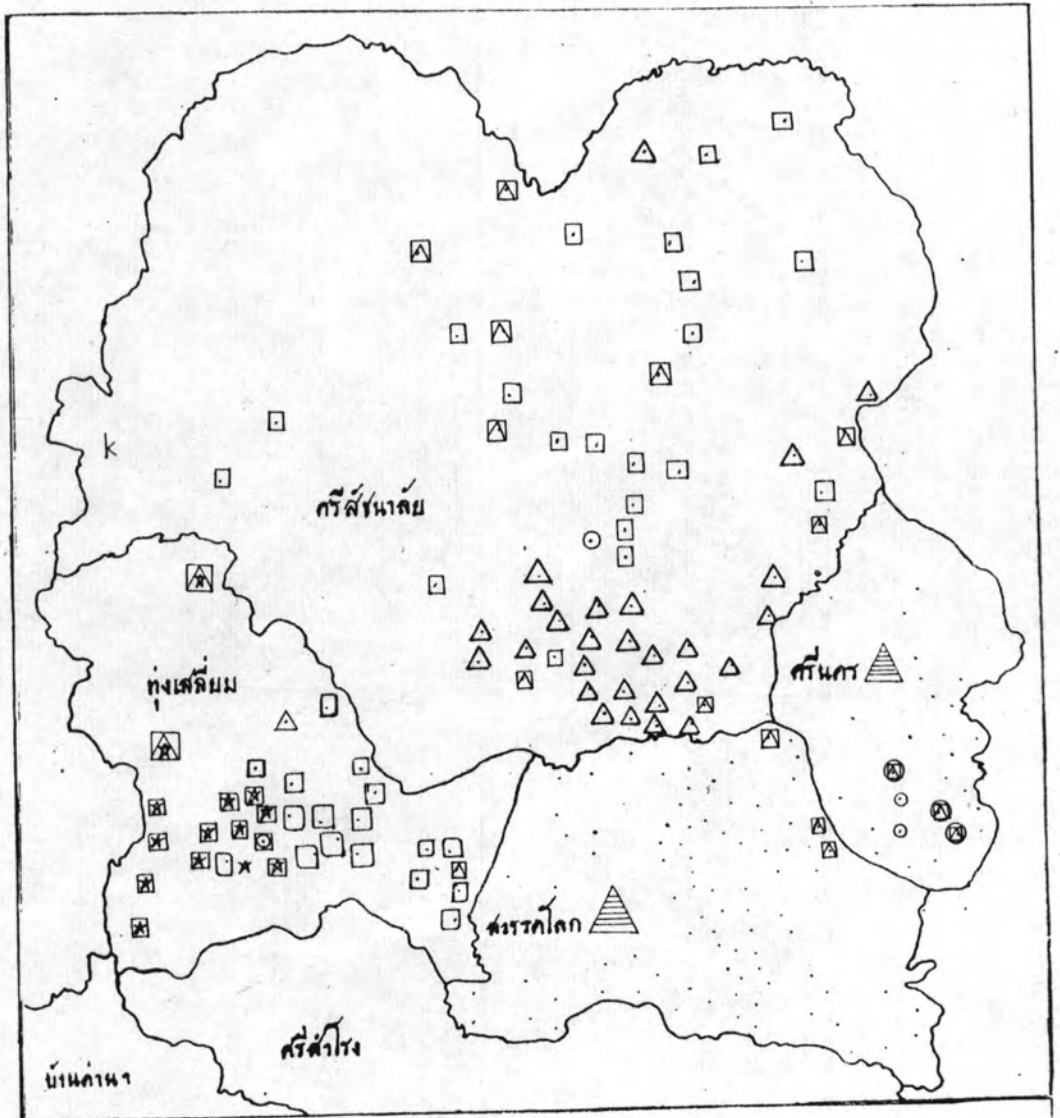 k
ศรีสัชนาลัย
ทุ่งเสลี่ยม
ศรีนคร
สวรรคโลก
ศรีสำโรง
บ้านด่านฯ